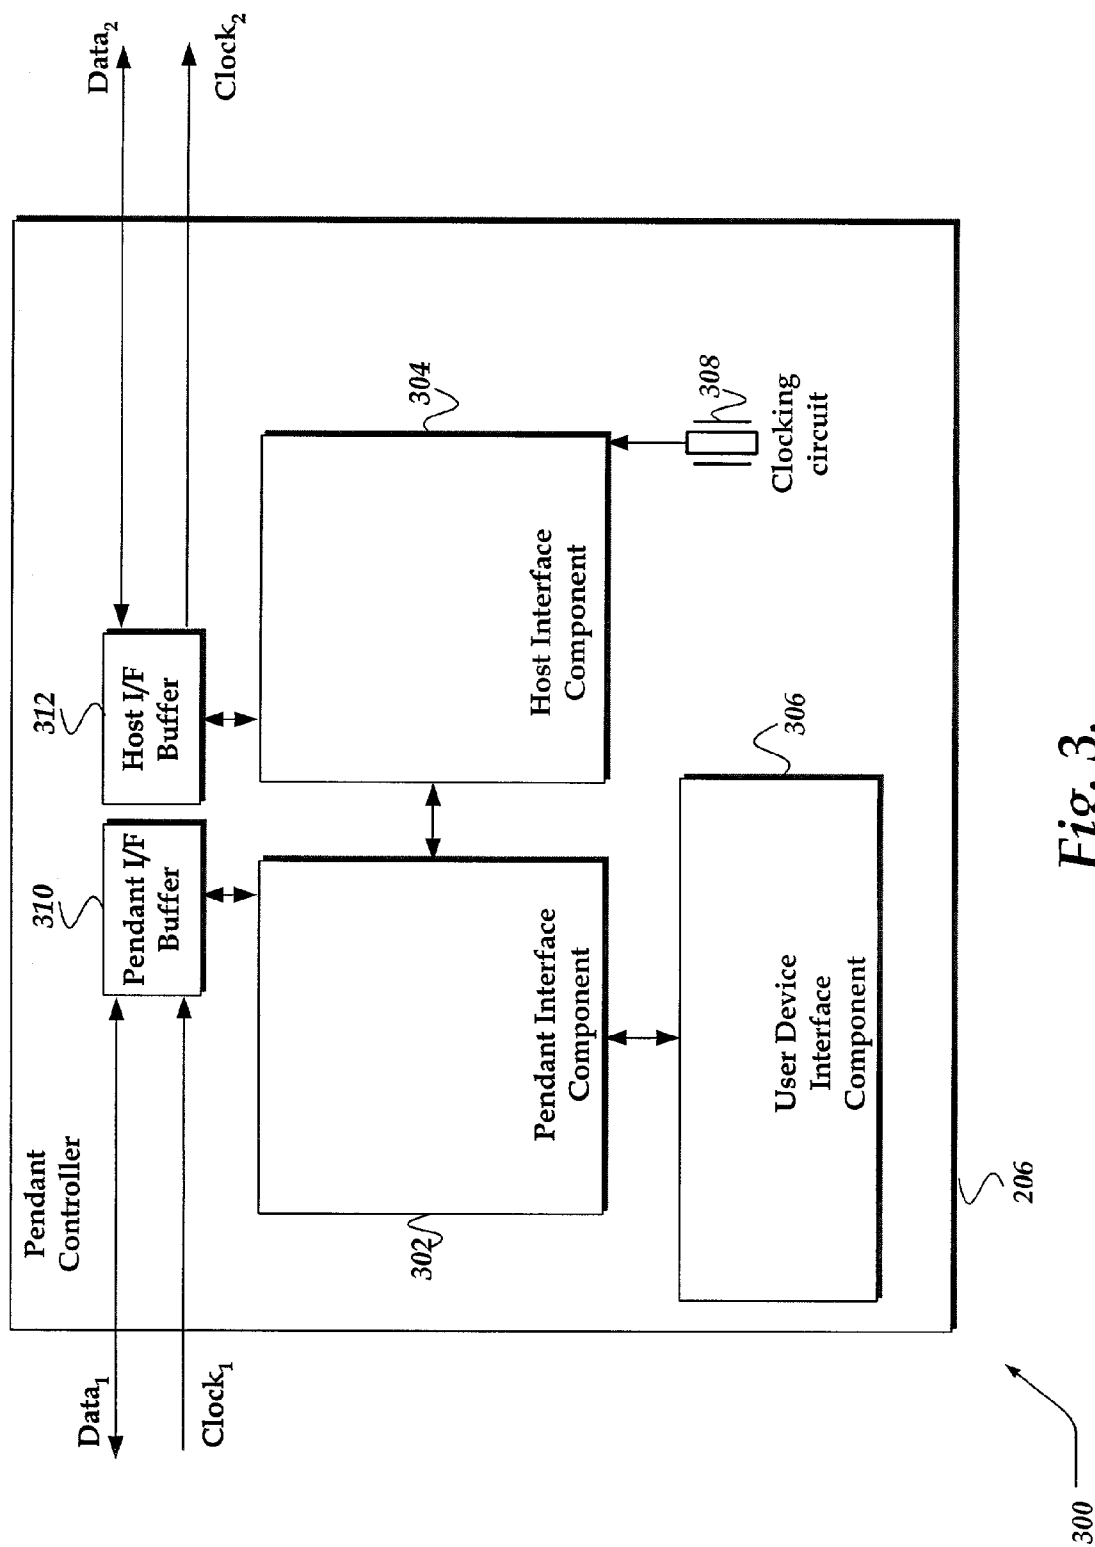 Data₁
Clock₁
Pendant
Controller
310
Pendant I/F
Buffer
312
Host I/F
Buffer
Data₂
Clock₂
302
Pendant Interface
Component
304
Host Interface
Component
User Device
Interface
Component
306
308
Clocking
circuit
206
300
Fig. 3.